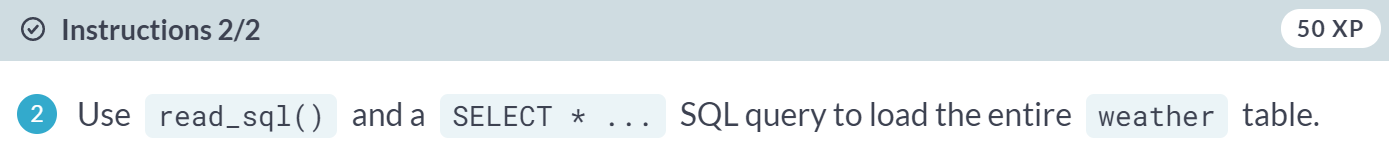 Instructions 2/2 50 XP
2 Use read_sql() and a SELECT * ... SQL query to load the entire weather table.